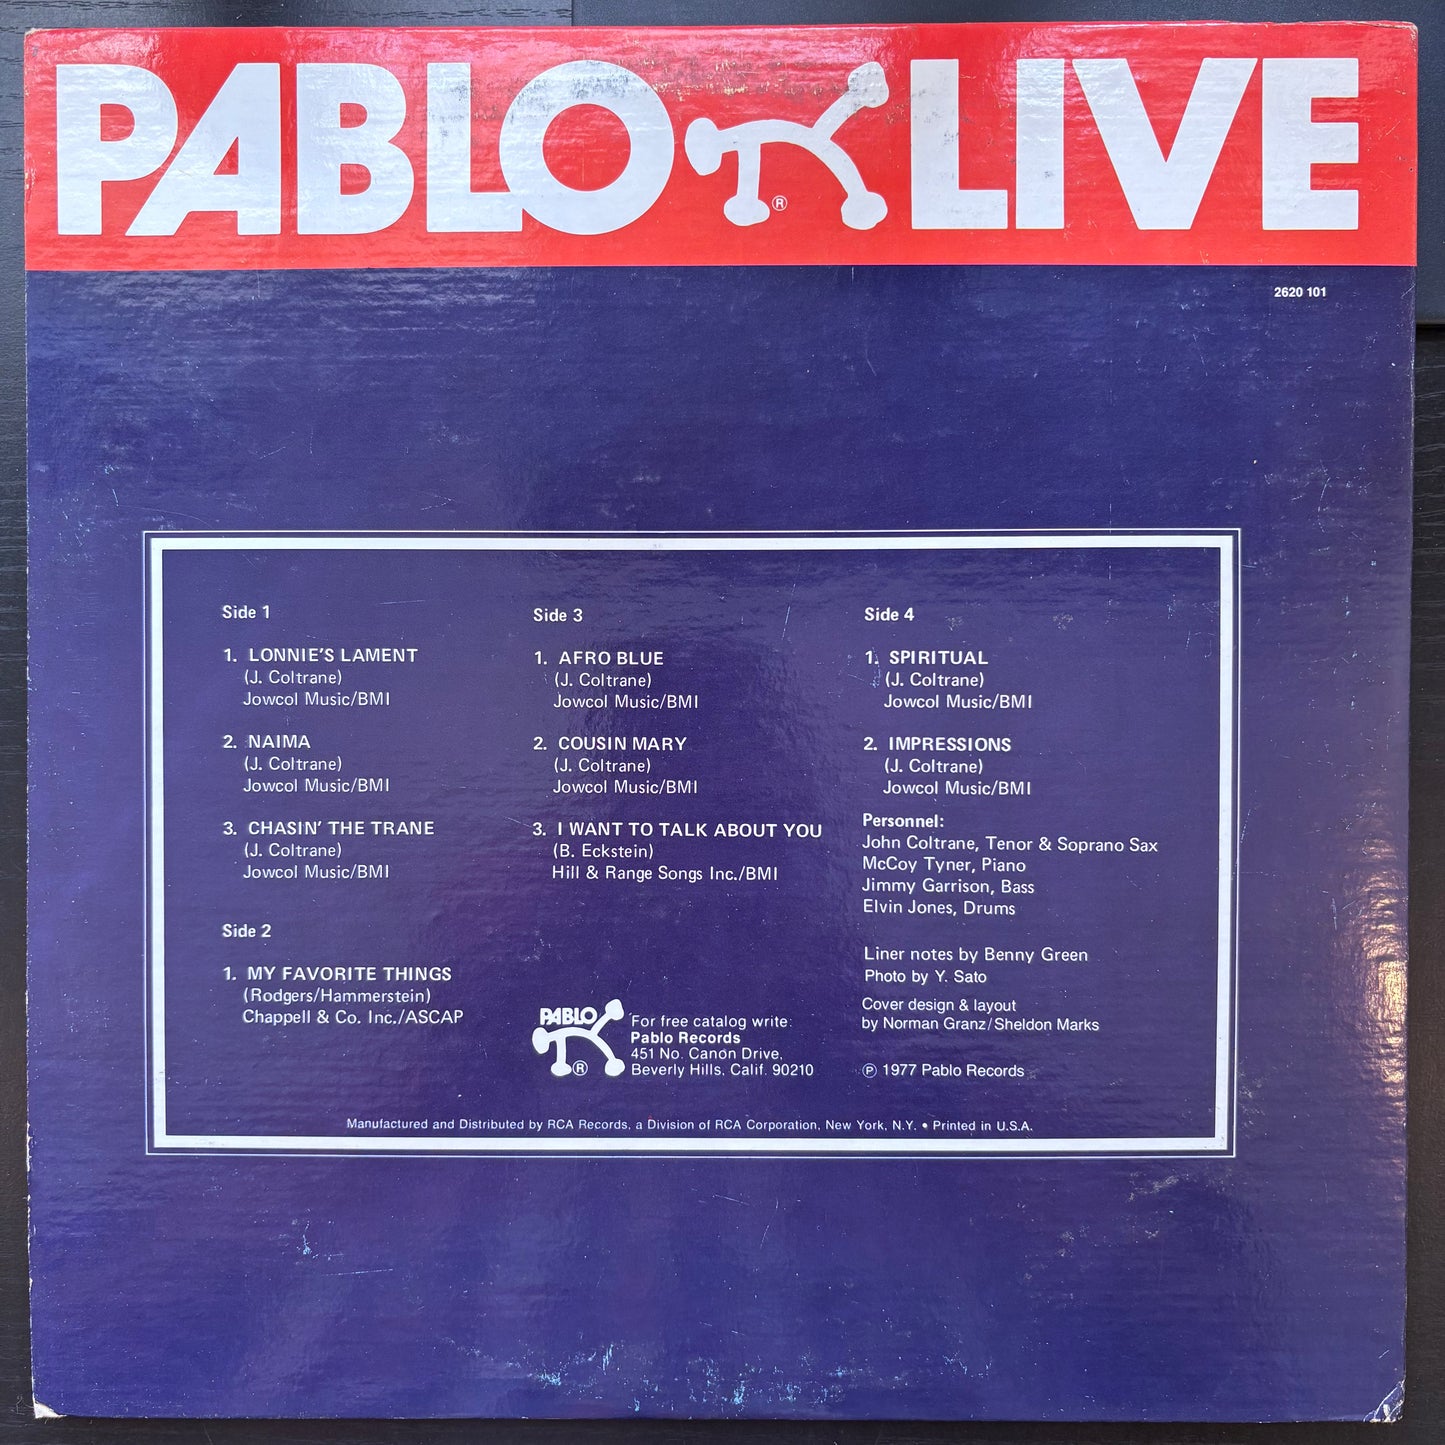 PABLO LIVE
®
2620 101
Side 1
1. LONNIE'S LAMENT
(J. Coltrane)
Jowcol Music/BMI
2. NAIMA
(J. Coltrane)
Jowcol Music/BMI
3. CHASIN' THE TRANE
(J. Coltrane)
Jowcol Music/BMI
Side 2
1. MY FAVORITE THINGS
(Rodgers/Hammerstein)
Chappell & Co. Inc./ASCAP
Side 3
1. AFRO BLUE
(J. Coltrane)
Jowcol Music/BMI
2. COUSIN MARY
(J. Coltrane)
Jowcol Music/BMI
3. I WANT TO TALK ABOUT YOU
(B. Eckstein)
Hill & Range Songs Inc./BMI
PABLO
®
For free catalog write:
Pablo Records
451 No. Canon Drive,
Beverly Hills, Calif. 90210
Side 4
1. SPIRITUAL
(J. Coltrane)
Jowcol Music/BMI
2. IMPRESSIONS
(J. Coltrane)
Jowcol Music/BMI
Personnel:
John Coltrane, Tenor & Soprano Sax
McCoy Tyner, Piano
Jimmy Garrison, Bass
Elvin Jones, Drums
Liner notes by Benny Green
Photo by Y. Sato
Cover design & layout
by Norman Granz/Sheldon Marks
℗ 1977 Pablo Records
Manufactured and Distributed by RCA Records, a Division of RCA Corporation, New York, N.Y. • Printed in U.S.A.